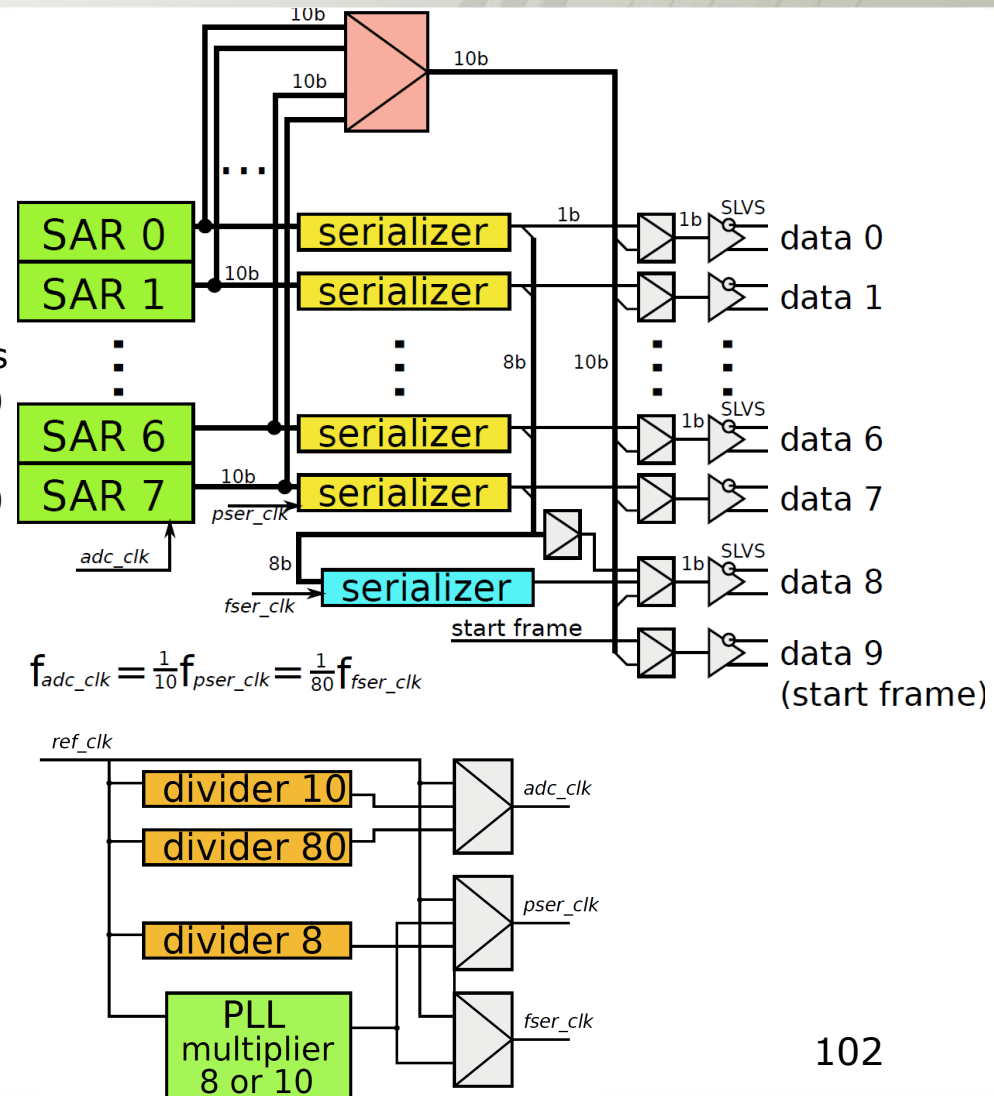 10b
10b
10b
...
SLVS
SAR 0
serializer
1b
1b
data 0
SAR 1
10b
serializer
data 1
s
8b
10b
)
SLVS
SAR 6
serializer
1b
data 6
SAR 7
10b
serializer
data 7
)
pser_clk
adc_clk
8b
SLVS
serializer
1b
data 8
fser_clk
start frame
data 9
(start frame)
f adc_clk = 1/10 f pser_clk = 1/80 f fser_clk
ref_clk
divider 10
adc_clk
divider 80
pser_clk
divider 8
PLL
multiplier
8 or 10
fser_clk
102